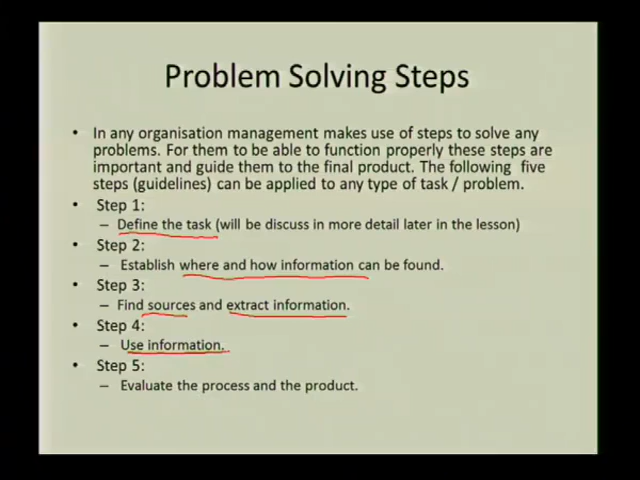 Problem Solving Steps
• In any organisation management makes use of steps to solve any
problems. For them to be able to function properly these steps are
important and guide them to the final product. The following five
steps (guidelines) can be applied to any type of task / problem.
• Step 1:
– Define the task (will be discuss in more detail later in the lesson)
• Step 2:
– Establish where and how information can be found.
• Step 3:
– Find sources and extract information.
• Step 4:
– Use information.
• Step 5:
– Evaluate the process and the product.